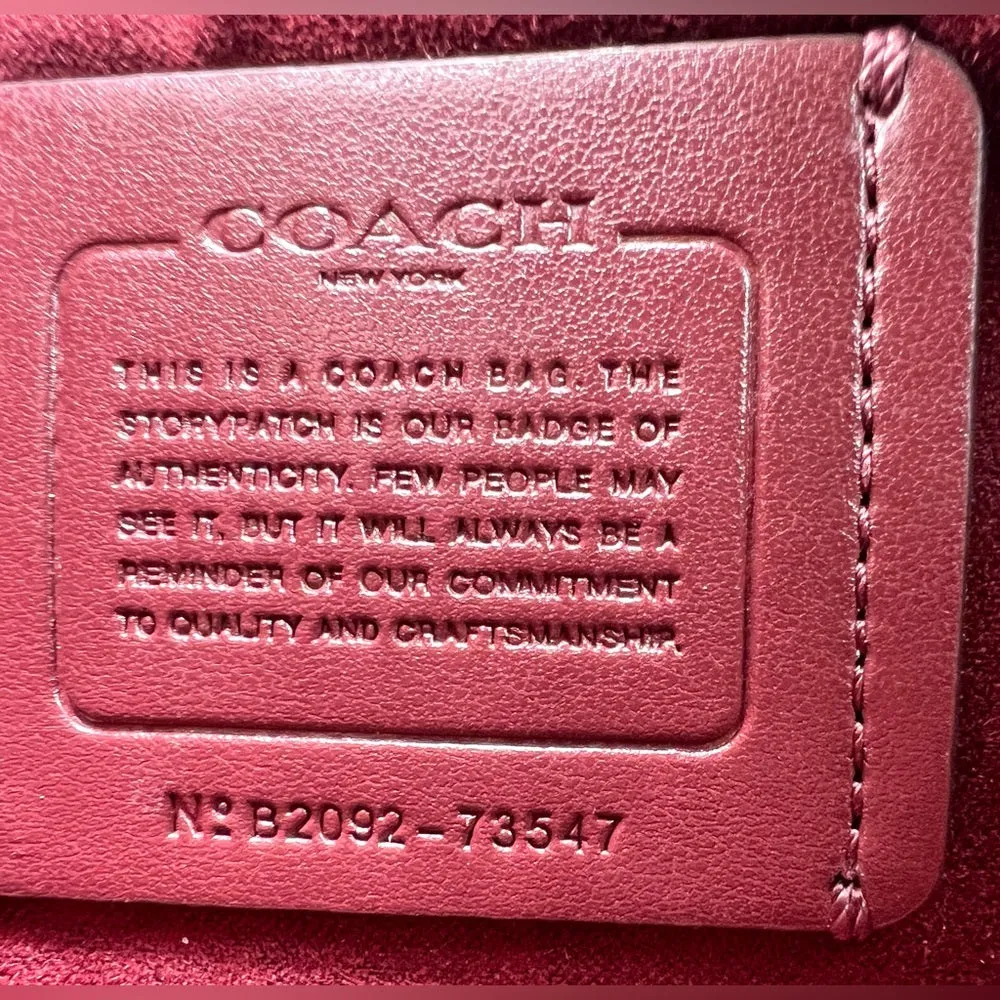 COACH
NEW YORK
THIS IS A COACH BAG. THE
STORYPATCH IS OUR BADGE OF
AUTHENTICITY. FEW PEOPLE MAY
SEE IT, BUT IT WILL ALWAYS BE A
REMINDER OF OUR COMMITMENT
TO QUALITY AND CRAFTSMANSHIP.
Nº B2092-73547